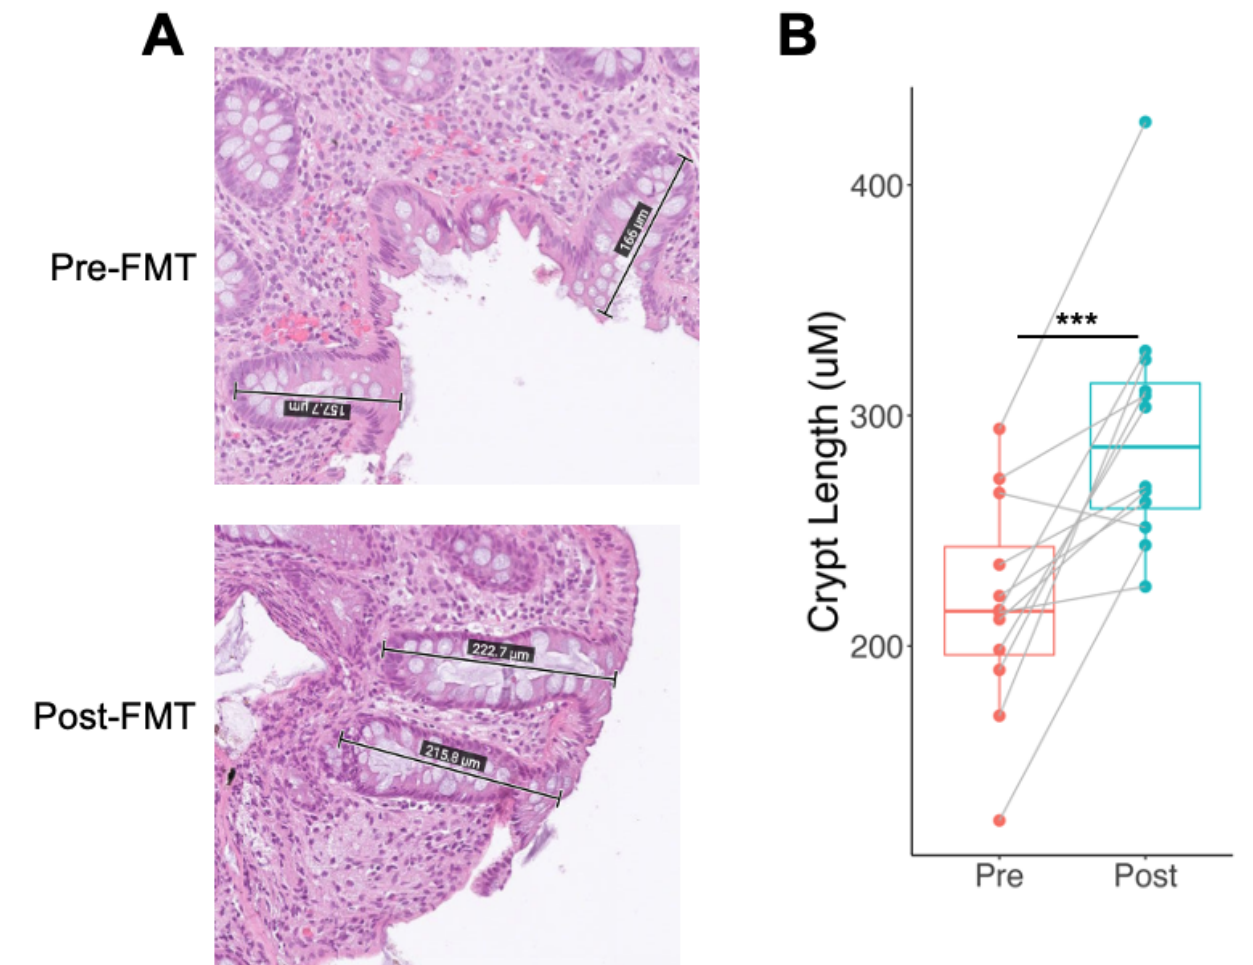 A
Pre-FMT
166 µm
157.7 µm
Post-FMT
222.7 µm
215.8 µm
B
Crypt Length (uM)
400
300
200
***
Pre
Post